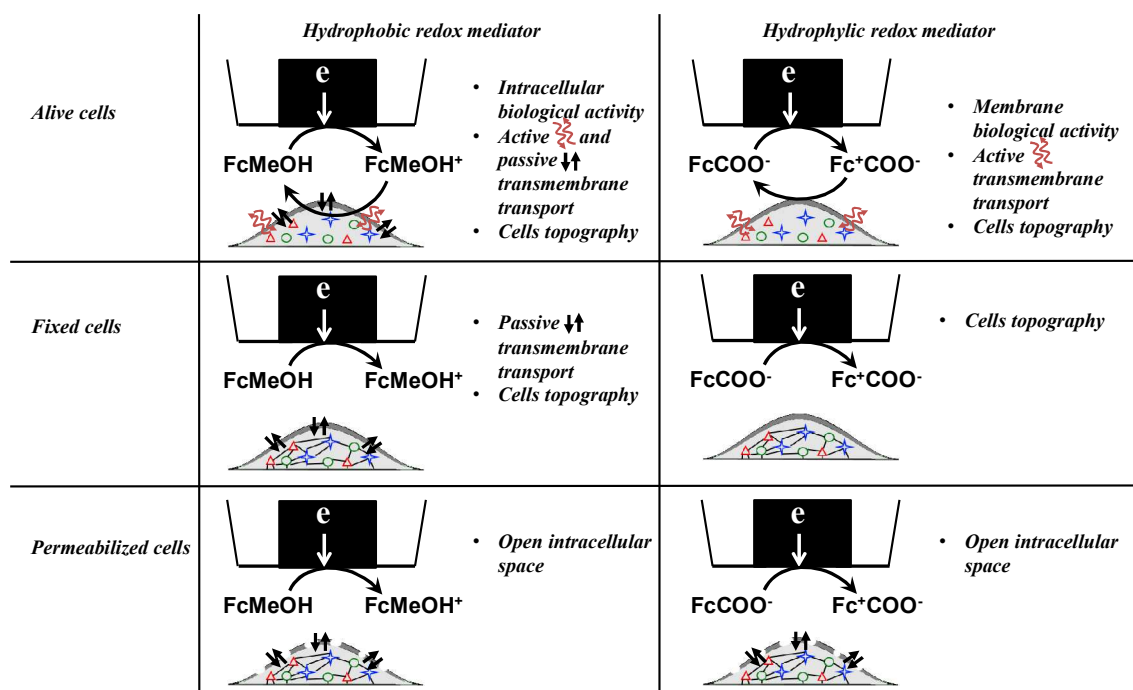 Hydrophobic redox mediator
Hydrophylic redox mediator
Alive cells
e
FcMeOH
FcMeOH⁺
• Intracellular
biological activity
• Active and
passive
transmembrane
transport
• Cells topography
e
FcCOO⁻
Fc⁺COO⁻
• Membrane
biological activity
• Active
transmembrane
transport
• Cells topography
Fixed cells
e
FcMeOH
FcMeOH⁺
• Passive
transmembrane
transport
• Cells topography
e
FcCOO⁻
Fc⁺COO⁻
• Cells topography
Permeabilized cells
e
FcMeOH
FcMeOH⁺
• Open intracellular
space
e
FcCOO⁻
Fc⁺COO⁻
• Open intracellular
space